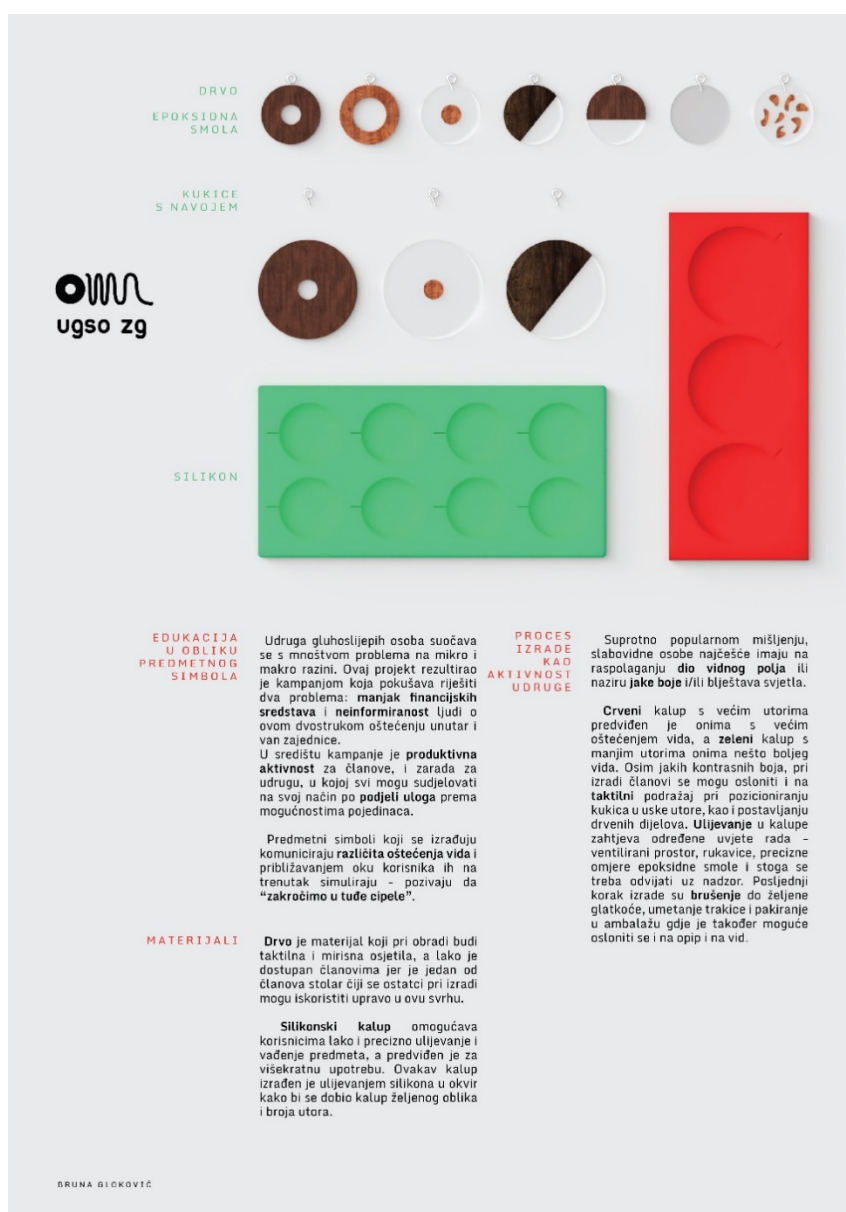 DRVO
EPOKSIDNA
SMOLA
KUKICE
S NAVOJEM
ugso zg
SILIKON
EDUKACIJA
U OBLIKU
PREDMETNOG
SIMBOLA
Udruga gluhoslijepih osoba suočava
se s mnoštvom problema na mikro i
makro razini. Ovaj projekt rezultirao
je kampanjom koja pokušava riješiti
dva problema: manjak financijskih
sredstava i neinformiranost ljudi o
ovom dvostrukom oštećenju unutar i
van zajednice.
U središtu kampanje je produktivna
aktivnost za članove, i zarada za
udrugu, u kojoj svi mogu sudjelovati
na svoj način po podjeli uloga prema
mogućnostima pojedinaca.
Predmetni simboli koji se izrađuju
komuniciraju različita oštećenja vida i
približavanjem oku korisnika ih na
trenutak simuliraju - pozivaju da
“zakročimo u tuđe cipele”.
MATERIJALI
Drvo je materijal koji pri obradi budi
taktilna i mirisna osjetila, a lako je
dostupan članovima jer je jedan od
članova stolar čiji se ostatci pri izradi
mogu iskoristiti upravo u ovu svrhu.
Silikonski kalup omogućava
korisnicima lako i precizno ulijevanje i
vađenje predmeta, a predviđen je za
višekratnu upotrebu. Ovakav kalup
izrađen je ulijevanjem silikona u okvir
kako bi se dobio kalup željenog oblika
i broja utora.
PROCES
IZRADE
KAO
AKTIVNOST
UDRUGE
Suprotno popularnom mišljenju,
slabovidne osobe najčešće imaju na
raspolaganju dio vidnog polja ili
naziru jake boje i/ili blještava svjetla.
Crveni kalup s većim utorima
predviđen je onima s većim
oštećenjem vida, a zeleni kalup s
manjim utorima onima nešto boljeg
vida. Osim jakih kontrasnih boja, pri
izradi članovi se mogu osloniti i na
taktilni podražaj pri pozicioniranju
kukica u uske utore, kao i postavljanju
drvenih dijelova. Ulijevanje u kalupe
zahtjeva određene uvjete rada -
ventilirani prostor, rukavice, precizne
omjere epoksidne smole i stoga se
treba odvijati uz nadzor. Posljednji
korak izrade su brušenje do željene
glatkoće, umetanje trakice i pakiranje
u ambalažu gdje je također moguće
osloniti se i na opip i na vid.
BRUNA GLOKOVIĆ